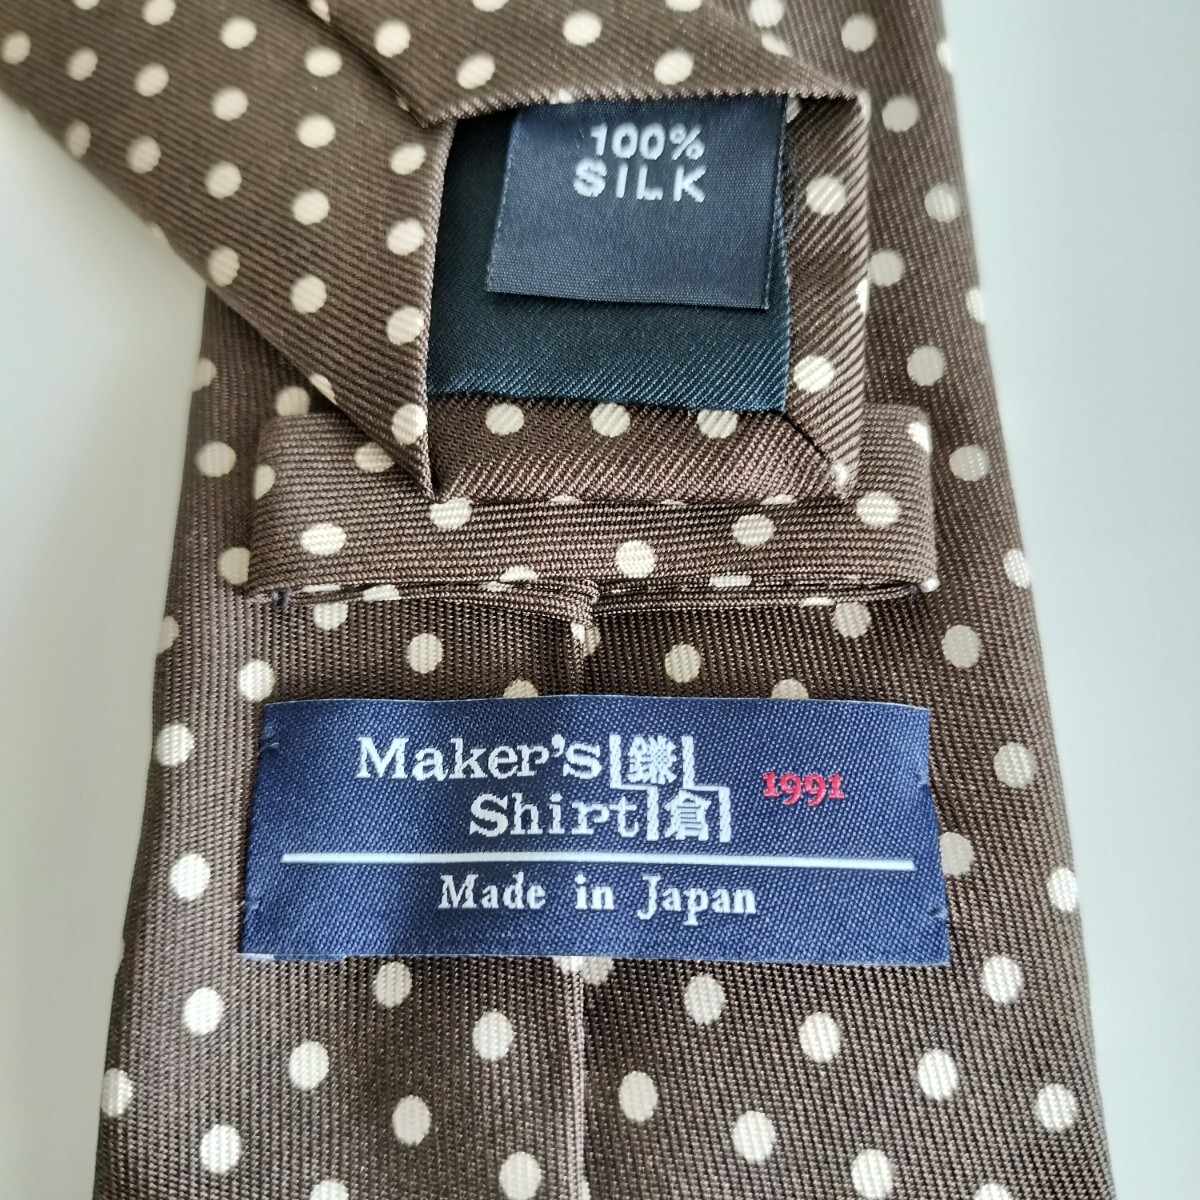 100%
SILK
Maker's 鎌 1991
Shirt 倉
Made in Japan